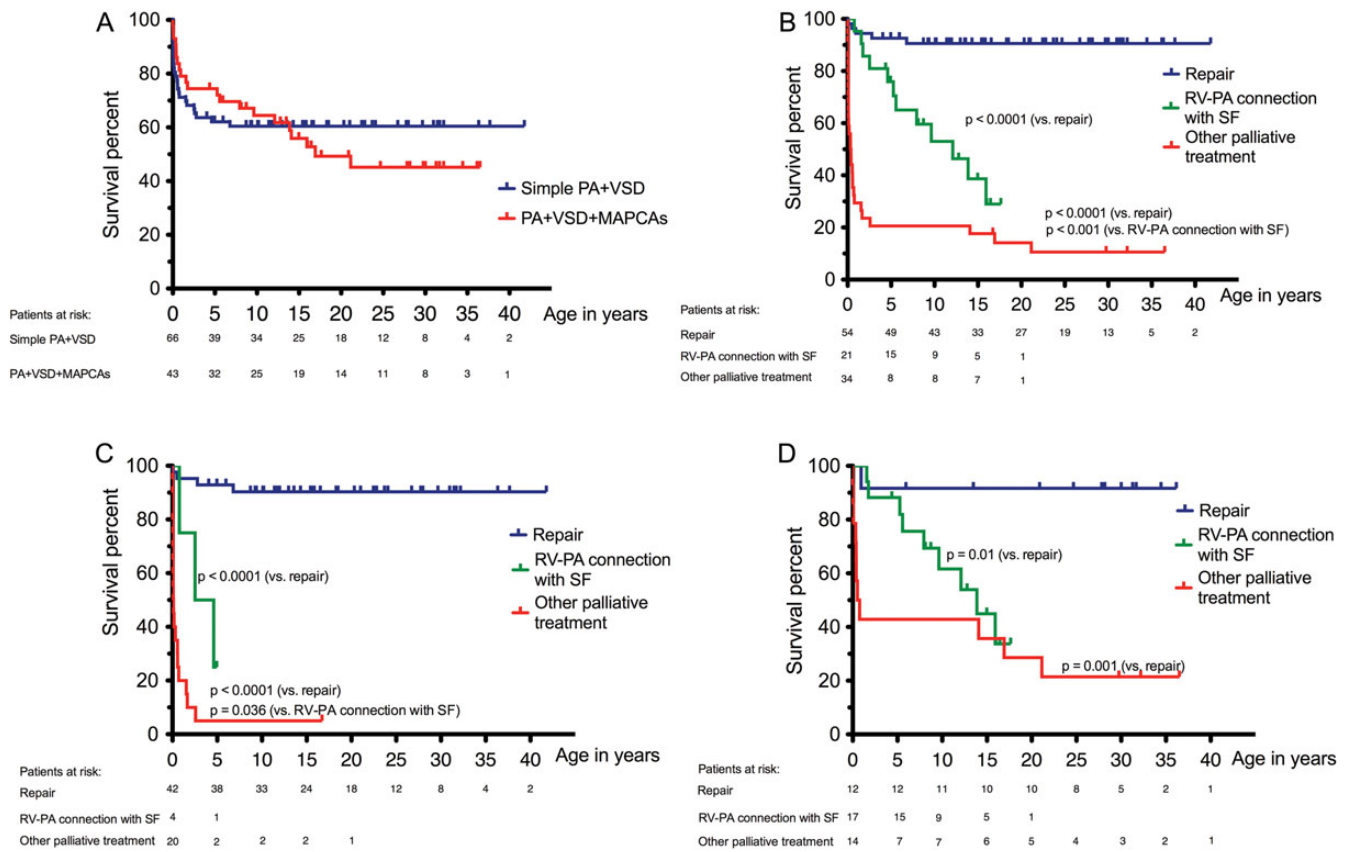 A
Survival percent
100
80
60
40
20
0
Simple PA+VSD
PA+VSD+MAPCAs
0 5 10 15 20 25 30 35 40 Age in years
Patients at risk:
Simple PA+VSD 66 39 34 25 18 12 8 4 2
PA+VSD+MAPCAs 43 32 25 19 14 11 8 3 1
B
Survival percent
100
80
60
40
20
0
Repair
RV-PA connection
with SF
Other palliative
treatment
p < 0.0001 (vs. repair)
p < 0.0001 (vs. repair)
p < 0.001 (vs. RV-PA connection with SF)
0 5 10 15 20 25 30 35 40 Age in years
Patients at risk:
Repair 54 49 43 33 27 19 13 5 2
RV-PA connection with SF 21 15 9 5 1
Other palliative treatment 34 8 8 7 1
C
Survival percent
100
80
60
40
20
0
Repair
RV-PA connection
with SF
Other palliative
treatment
p < 0.0001 (vs. repair)
p < 0.0001 (vs. repair)
p = 0.036 (vs. RV-PA connection with SF)
0 5 10 15 20 25 30 35 40 Age in years
Patients at risk:
Repair 42 38 33 24 18 12 8 4 2
RV-PA connection with SF 4 1
Other palliative treatment 20 2 2 2 1
D
Survival percent
100
80
60
40
20
0
Repair
RV-PA connection
with SF
Other palliative
treatment
p = 0.01 (vs. repair)
p = 0.001 (vs. repair)
0 5 10 15 20 25 30 35 40 Age in years
Patients at risk:
Repair 12 12 11 10 10 8 5 2 1
RV-PA connection with SF 17 15 9 5 1
Other palliative treatment 14 7 7 6 5 4 3 2 1